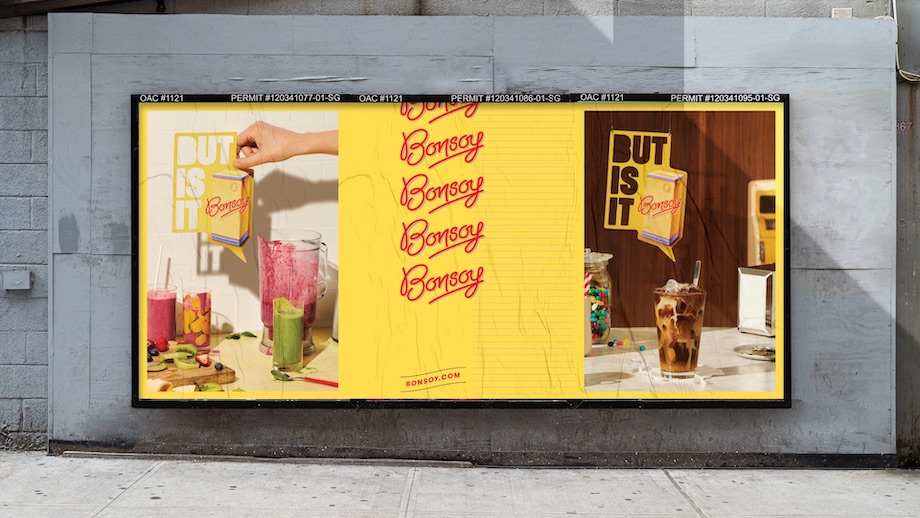 OAC #1121 PERMIT #120341077-01-SG
OAC #1121 PERMIT #120341086-01-SG
OAC #1121 PERMIT #120341095-01-SG
BUT
IS
IT
Bonsoy
Bonsoy
Bonsoy
Bonsoy
Bonsoy
Bonsoy
BONSOY.COM
BUT
IS
IT
Bonsoy